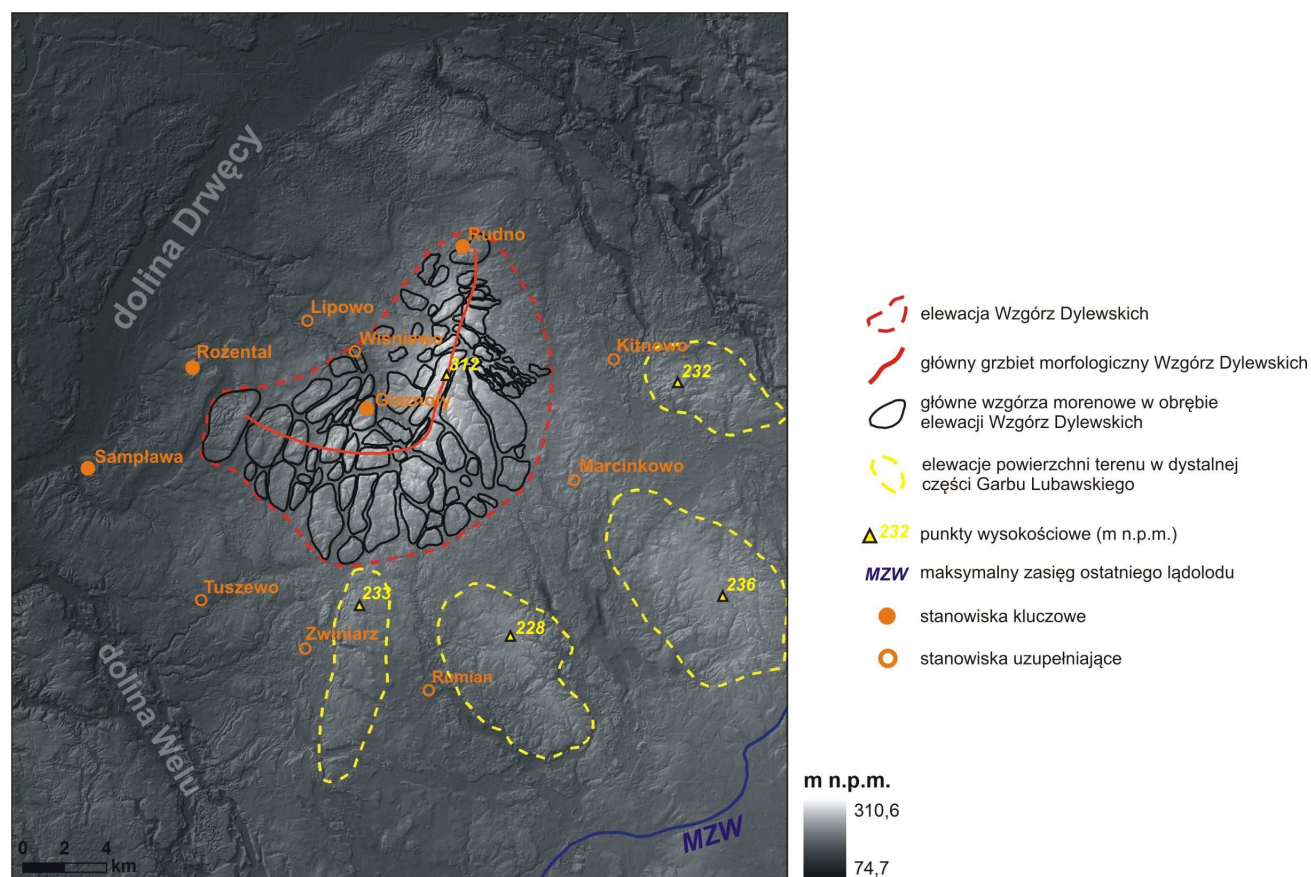 dolina Drwęcy
Rudno
Lipowo
Wiśniewo
Kitnowo
Rożental
312
232
Glaznoty
Sampława
Marcinkowo
Tuszewo
233
236
Zwiniarz
228
Rumian
dolina Welu
MZW
0 2 4
km
elewacja Wzgórz Dylewskich
główny grzbiet morfologiczny Wzgórz Dylewskich
główne wzgórza morenowe w obrębie
elewacji Wzgórz Dylewskich
elewacje powierzchni terenu w dystalnej
części Garbu Lubawskiego
232 punkty wysokościowe (m n.p.m.)
MZW maksymalny zasięg ostatniego lądolodu
stanowiska kluczowe
stanowiska uzupełniające
m n.p.m.
310,6
74,7